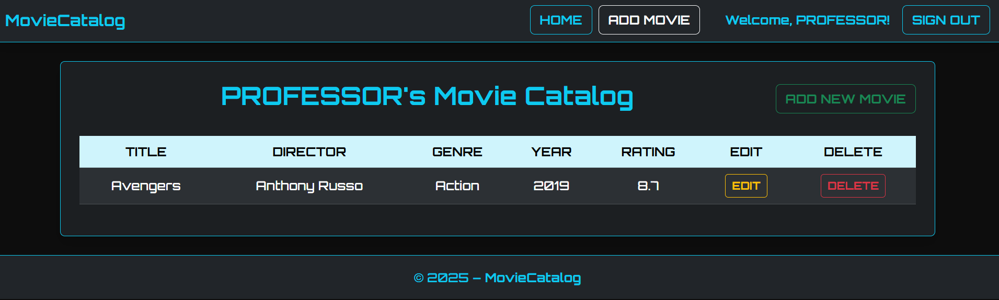 MovieCatalog HOME ADD MOVIE Welcome, PROFESSOR! SIGN OUT
PROFESSOR's Movie Catalog ADD NEW MOVIE
TITLE DIRECTOR GENRE YEAR RATING EDIT DELETE
Avengers Anthony Russo Action 2019 8.7 EDIT DELETE
© 2025 – MovieCatalog